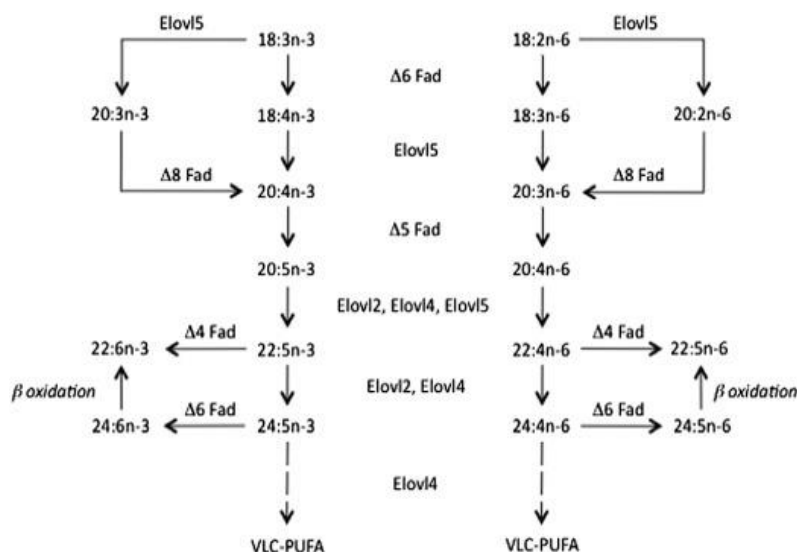 Elovl5 18:3n-3 18:2n-6 Elovl5
Δ6 Fad
20:3n-3 18:4n-3 18:3n-6 20:2n-6
Elovl5
Δ8 Fad Δ8 Fad
20:4n-3 20:3n-6
Δ5 Fad
20:5n-3 20:4n-6
Elovl2, Elovl4, Elovl5
Δ4 Fad Δ4 Fad
22:6n-3 22:5n-3 22:4n-6 22:5n-6
β oxidation Elovl2, Elovl4 β oxidation
Δ6 Fad Δ6 Fad
24:6n-3 24:5n-3 24:4n-6 24:5n-6
Elovl4
VLC-PUFA VLC-PUFA